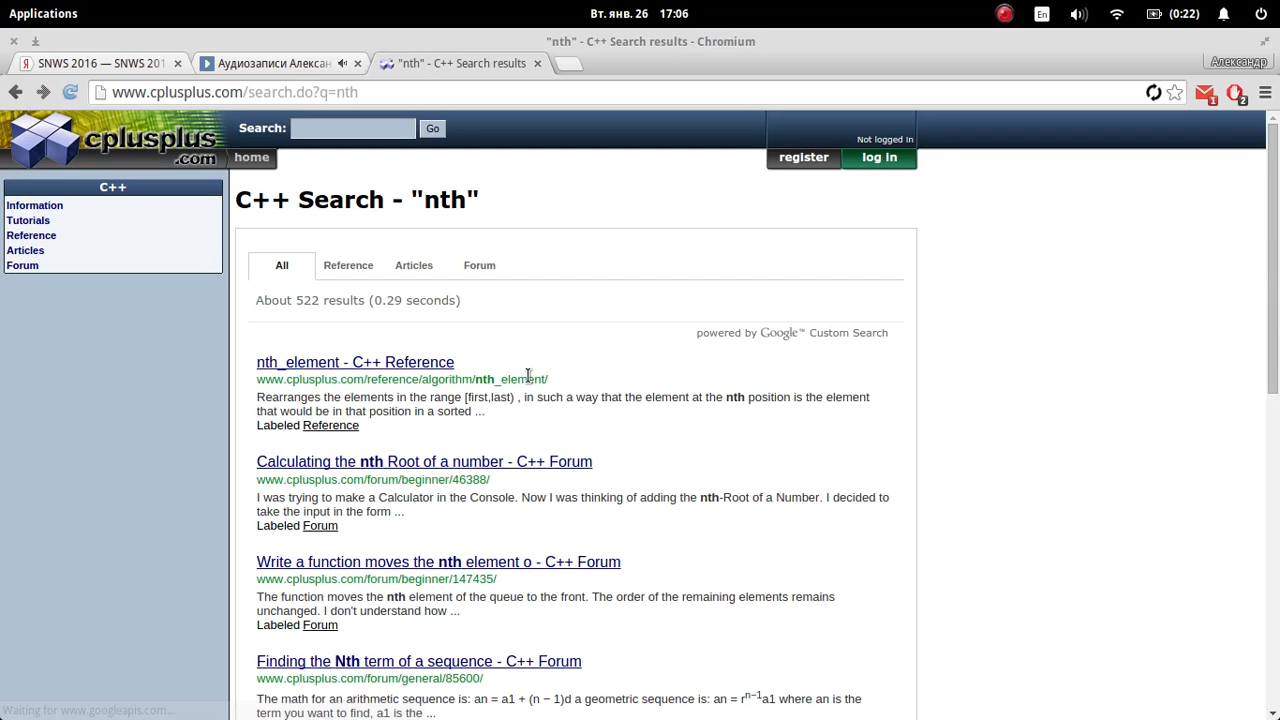 Applications
Вт. янв. 26 17:06
En
(0:22)
"nth" - C++ Search results - Chromium
SNWS 2016 — SNWS 201
Аудиозаписи Алексан
"nth" - C++ Search results
Александр
www.cplusplus.com/search.do?q=nth
1
2
cplusplus
.com
Search:
Go
Not logged in
home
register
log in
C++
Information
Tutorials
Reference
Articles
Forum
C++ Search - "nth"
All
Reference
Articles
Forum
About 522 results (0.29 seconds)
powered by Google™ Custom Search
nth_element - C++ Reference
www.cplusplus.com/reference/algorithm/nth_element/
Rearranges the elements in the range [first,last) , in such a way that the element at the nth position is the element
that would be in that position in a sorted ...
Labeled Reference
Calculating the nth Root of a number - C++ Forum
www.cplusplus.com/forum/beginner/46388/
I was trying to make a Calculator in the Console. Now I was thinking of adding the nth-Root of a Number. I decided to
take the input in the form ...
Labeled Forum
Write a function moves the nth element o - C++ Forum
www.cplusplus.com/forum/beginner/147435/
The function moves the nth element of the queue to the front. The order of the remaining elements remains
unchanged. I don't understand how ...
Labeled Forum
Finding the Nth term of a sequence - C++ Forum
www.cplusplus.com/forum/general/85600/
The math for an arithmetic sequence is: an = a1 + (n − 1)d a geometric sequence is: an = rⁿ⁻¹a1 where an is the
term you want to find, a1 is the ...
Waiting for www.googleapis.com...